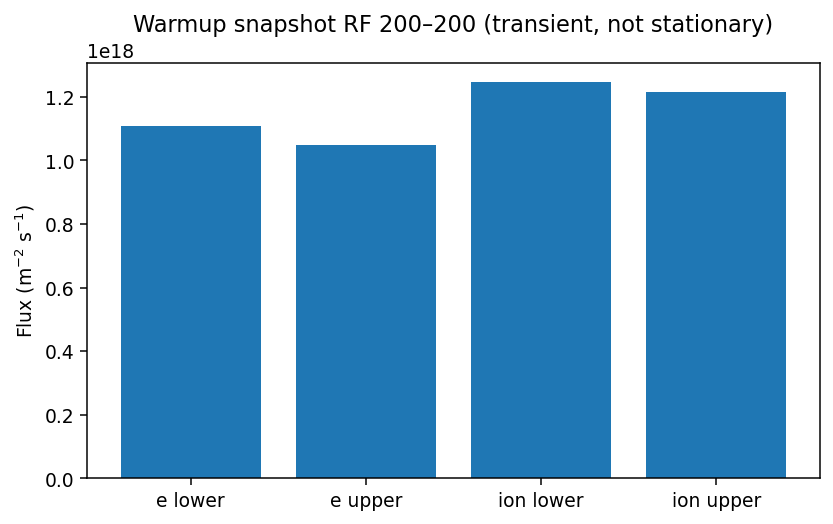 Warmup snapshot RF 200–200 (transient, not stationary)
1e18
1.2
1.0
0.8
0.6
0.4
0.2
0.0
Flux (m⁻² s⁻¹)
e lower
e upper
ion lower
ion upper